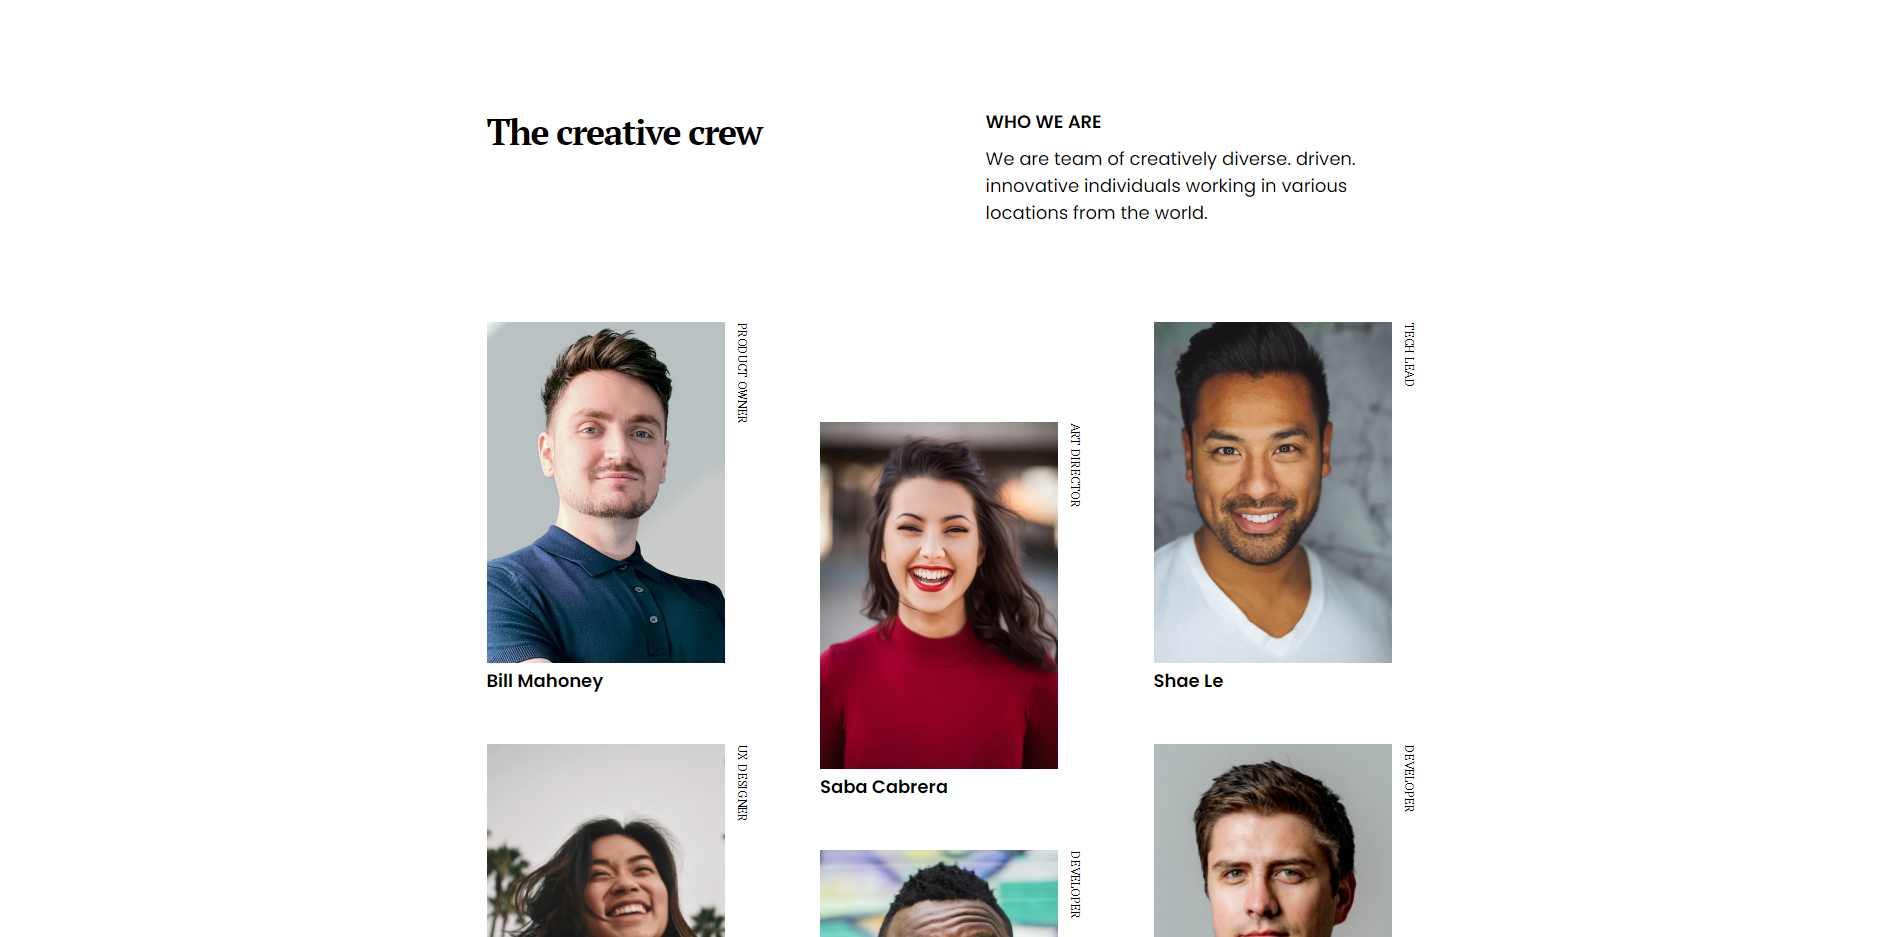 The creative crew
WHO WE ARE
We are team of creatively diverse. driven.
innovative individuals working in various
locations from the world.
PRODUCT OWNER
Bill Mahoney
ART DIRECTOR
Saba Cabrera
TECH LEAD
Shae Le
UX DESIGNER
DEVELOPER
DEVELOPER